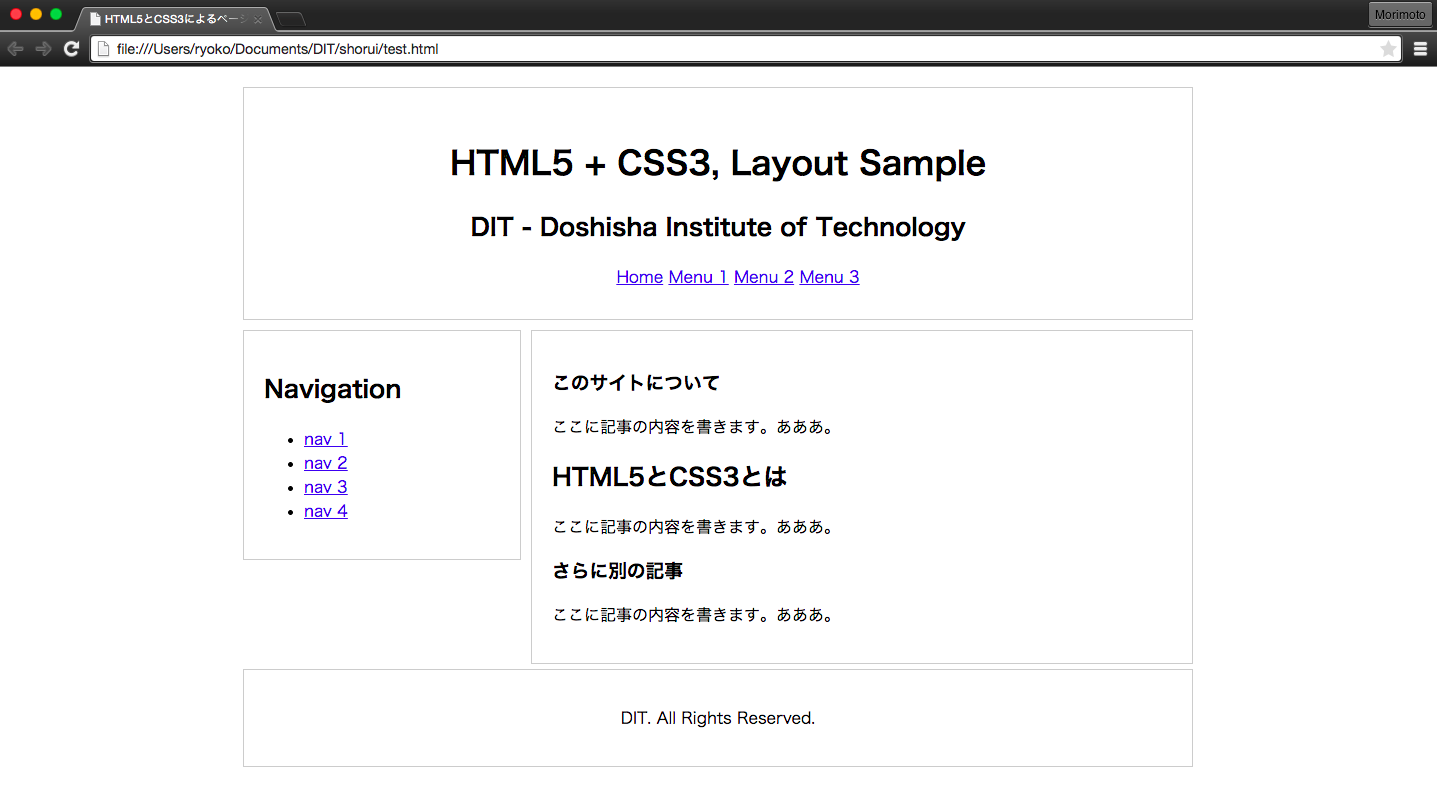 HTML5とCSS3によるページ
Morimoto
file:///Users/ryoko/Documents/DIT/shorui/test.html
HTML5 + CSS3, Layout Sample
DIT - Doshisha Institute of Technology
Home Menu 1 Menu 2 Menu 3
Navigation
nav 1
nav 2
nav 3
nav 4
このサイトについて
ここに記事の内容を書きます。あああ。
HTML5とCSS3とは
ここに記事の内容を書きます。あああ。
さらに別の記事
ここに記事の内容を書きます。あああ。
DIT. All Rights Reserved.